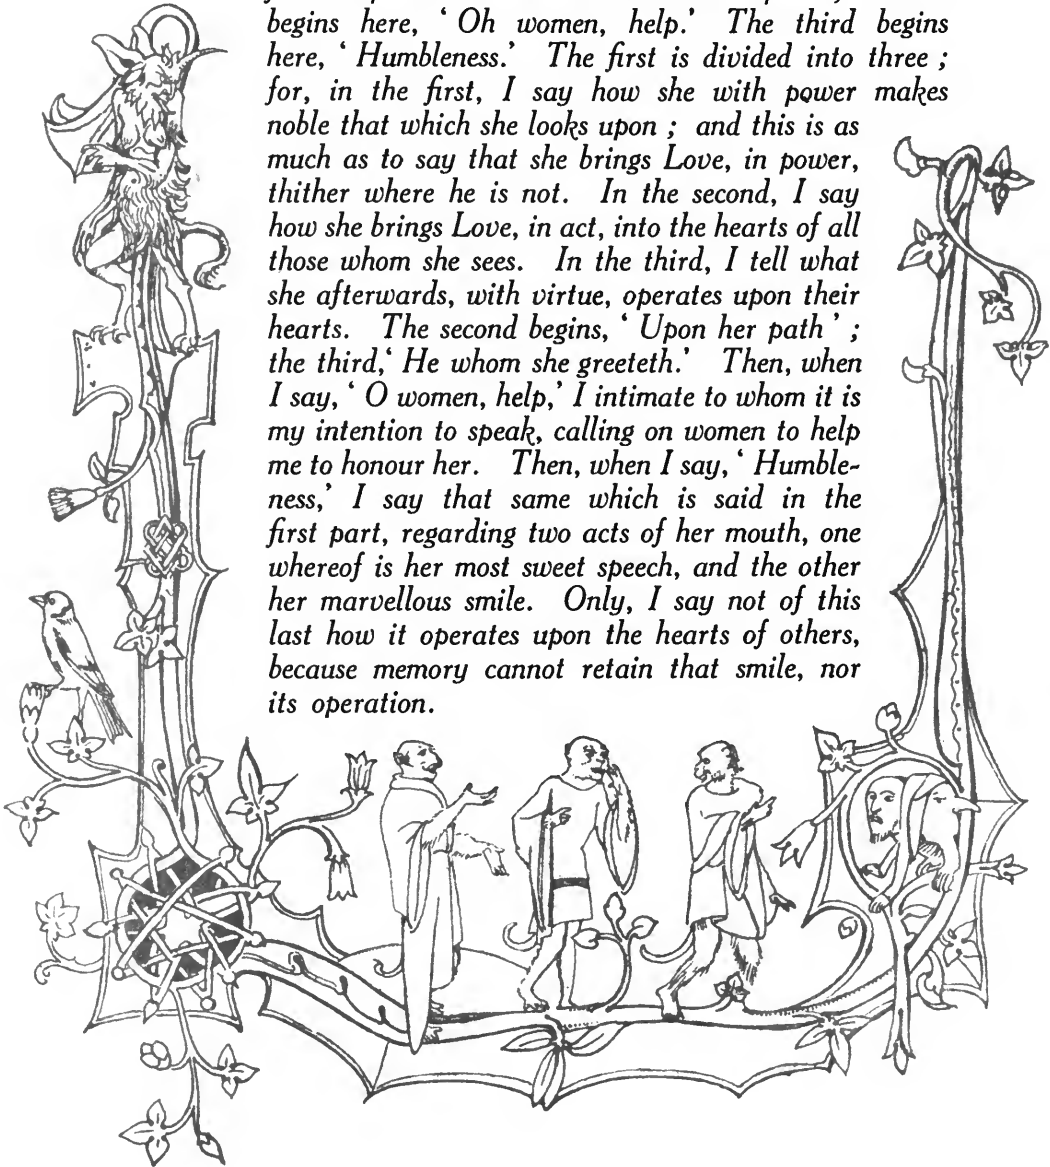 begins here, ‘ Oh women, help.’ The third begins
here, ‘ Humbleness.’ The first is divided into three ;
for, in the first, I say how she with power makes
noble that which she looks upon ; and this is as
much as to say that she brings Love, in power,
thither where he is not. In the second, I say
how she brings Love, in act, into the hearts of all
those whom she sees. In the third, I tell what
she afterwards, with virtue, operates upon their
hearts. The second begins, ‘ Upon her path ’ ;
the third,‘ He whom she greeteth.’ Then, when
I say, ‘ O women, help,’ I intimate to whom it is
my intention to speak, calling on women to help
me to honour her. Then, when I say, ‘ Humble-
ness,’ I say that same which is said in the
first part, regarding two acts of her mouth, one
whereof is her most sweet speech, and the other
her marvellous smile. Only, I say not of this
last how it operates upon the hearts of others,
because memory cannot retain that smile, nor
its operation.